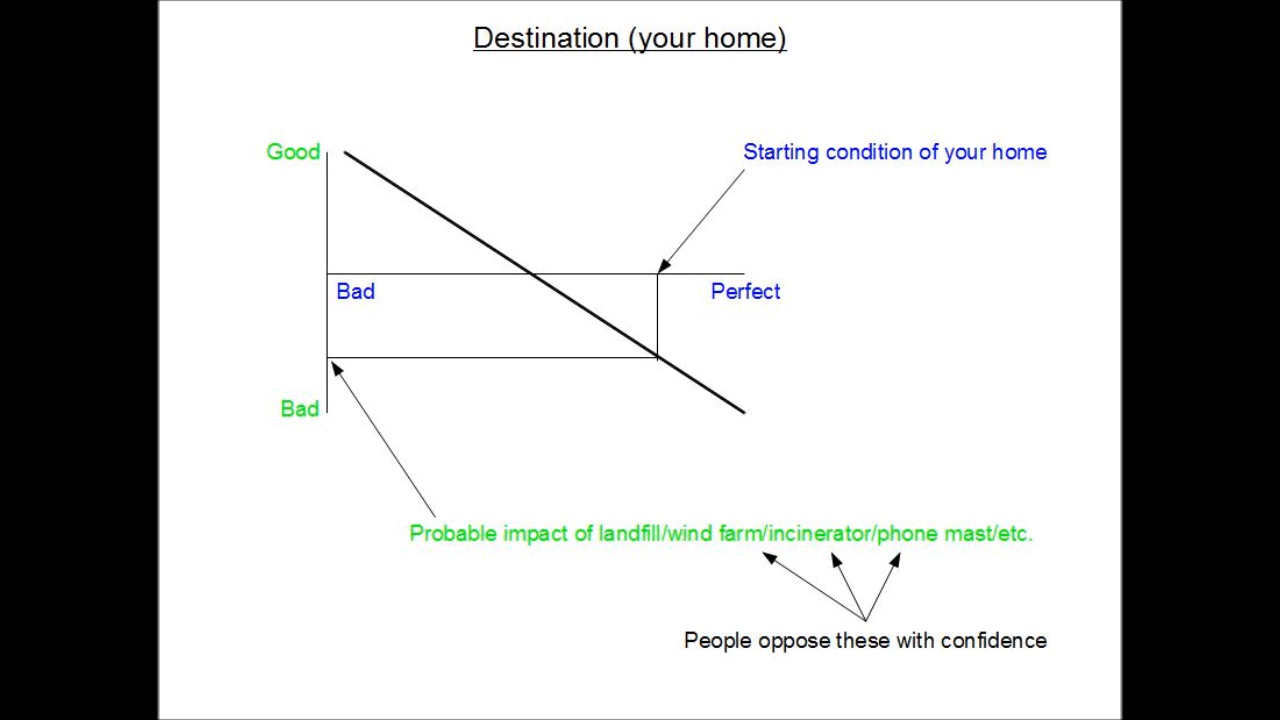 Destination (your home)
Good
Starting condition of your home
Bad
Perfect
Bad
Probable impact of landfill/wind farm/incinerator/phone mast/etc.
People oppose these with confidence